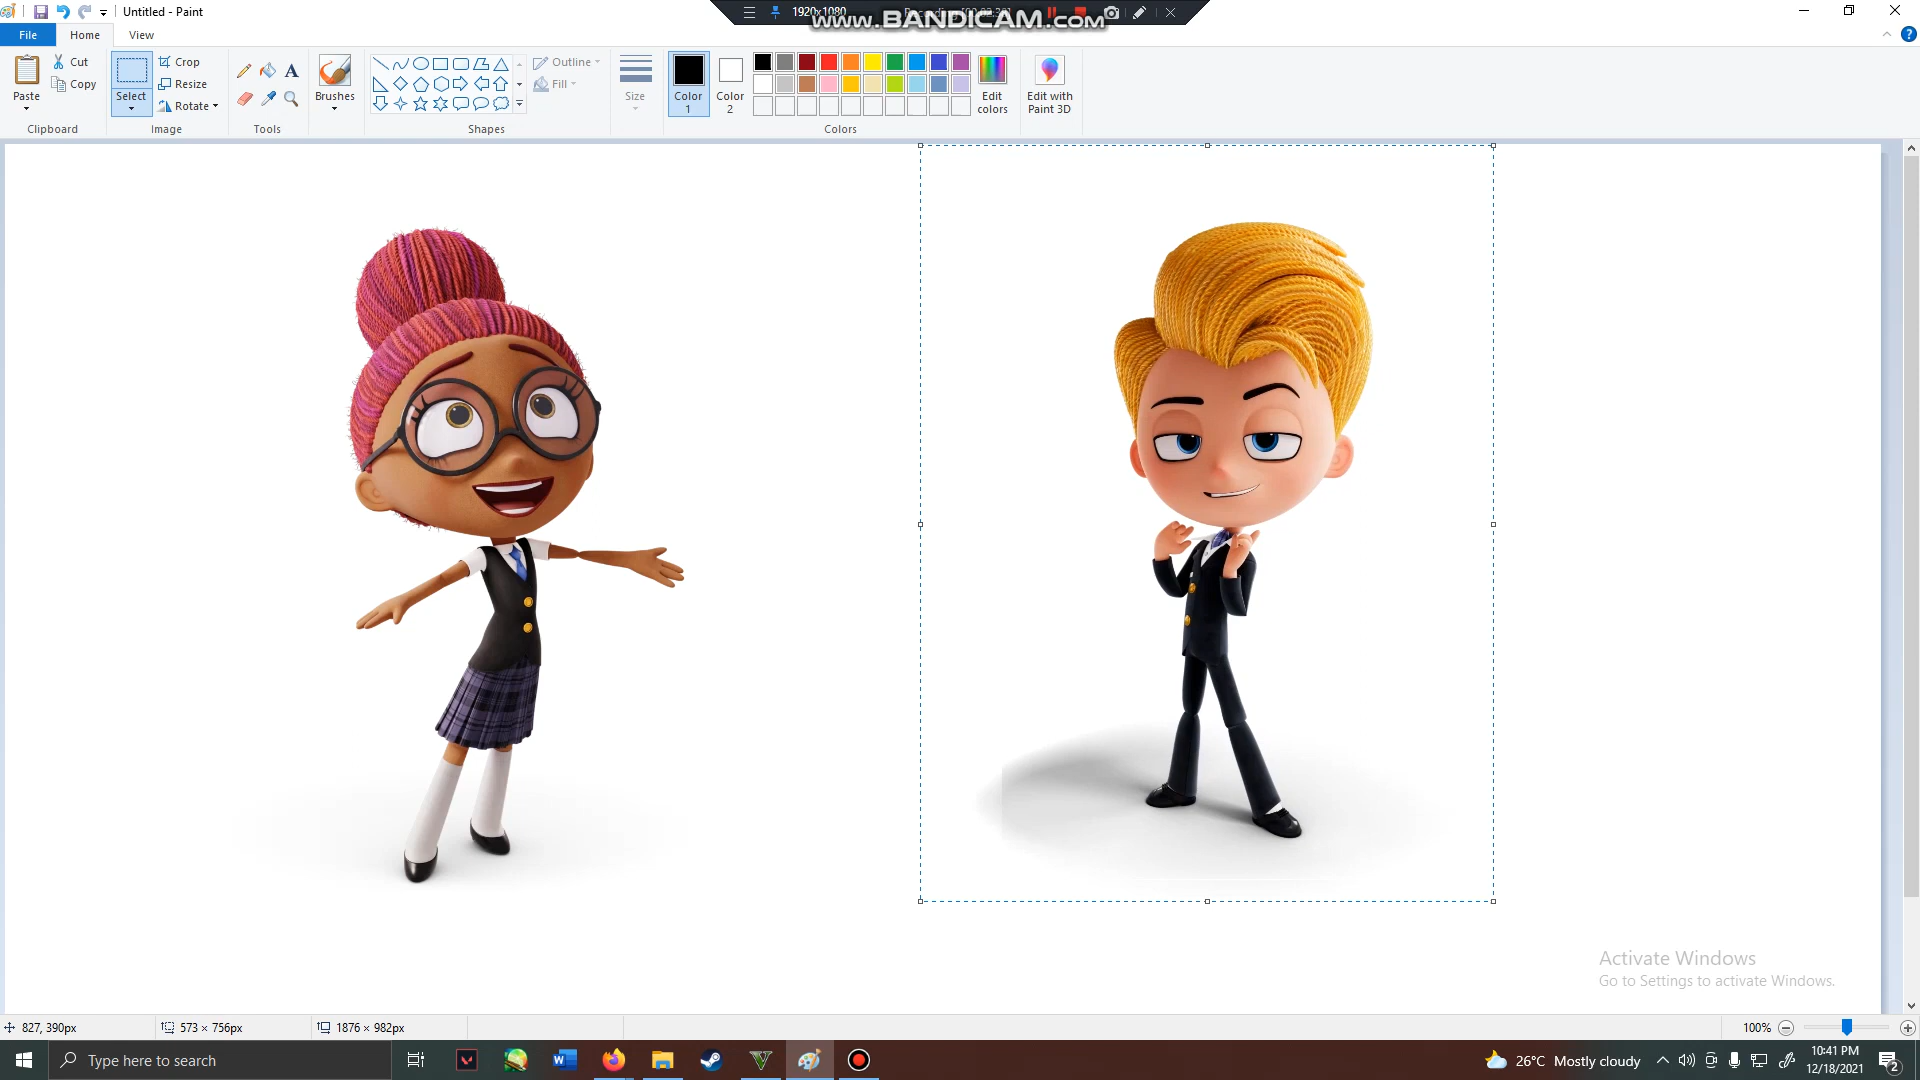 Untitled - Paint
1920x1080
www.BANDICAM.com
File
Home
View
Paste
Cut
Copy
Clipboard
Select
Crop
Resize
Rotate
Image
A
Tools
Brushes
Shapes
Outline
Fill
Size
Color
1
Color
2
Edit
colors
Colors
Edit with
Paint 3D
Activate Windows
Go to Settings to activate Windows.
827, 390px
573 × 756px
1876 × 982px
100%
Type here to search
26°C Mostly cloudy
10:41 PM
12/18/2021
2